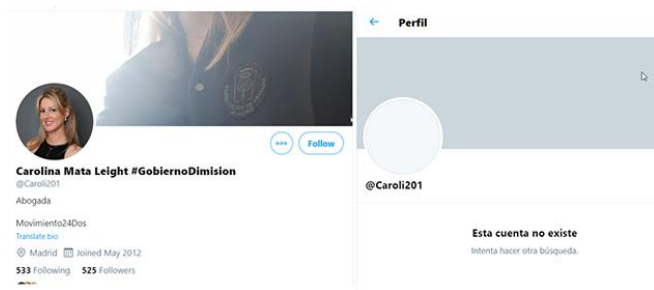 Follow
Carolina Mata Leight #GobiernoDimision
@Caroli201
Abogada
Movimiento24Dos
Translate bio
Madrid Joined May 2012
533 Following 525 Followers
Perfil
@Caroli201
Esta cuenta no existe
Intenta hacer otra búsqueda.